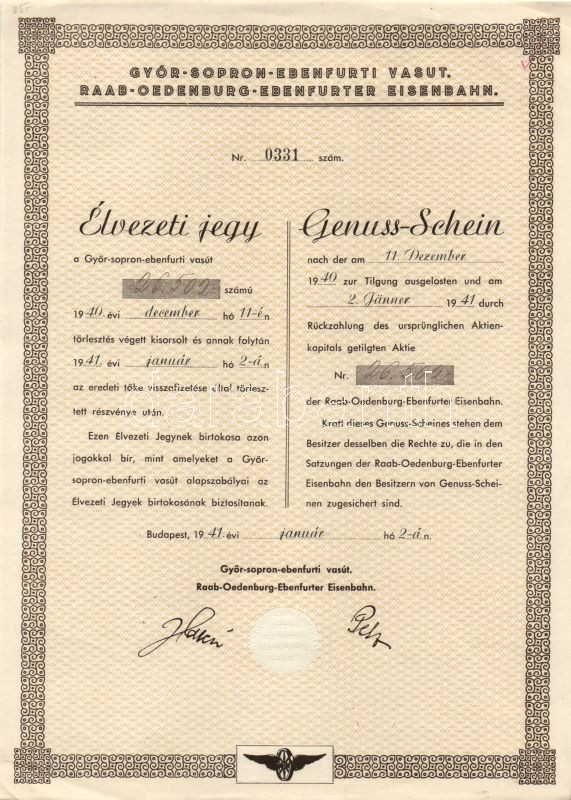 85-
GYŐR-SOPRON-EBENFURTI VASUT.
RAAB-OEDENBURG-EBENFURTER EISENBAHN.
Nr. 0331 szám.
Élvezeti jegy
a Győr-sopron-ebenfurti vasút
26.502 számú
1940. évi december hó 11-én
törlesztés végett kisorsolt és annak folytán
1941. évi január hó 2-án
az eredeti tőke visszafizetése által törlesz-
tett részvénye után.
Ezen Élvezeti Jegynek birtokosa azon
jogokkal bír, mint amelyeket a Győr-
sopron-ebenfurti vasút alapszabályai az
Élvezeti Jegyek birtokosának biztosítanak.
Genuss-Schein
nach der am 11. Dezember
1940 zur Tilgung ausgelosten und am
2. Jänner 1941 durch
Rückzahlung des ursprünglichen Aktien-
kapitals getilgten Aktie
Nr. 26.502
der Raab-Oedenburg-Ebenfurter Eisenbahn.
Kraft dieses Genuss-Scheines stehen dem
Besitzer desselben die Rechte zu, die in den
Satzungen der Raab-Oedenburg-Ebenfurter
Eisenbahn den Besitzern von Genuss-Schei-
nen zugesichert sind.
Budapest, 1941. évi január hó 2-án.
Győr-sopron-ebenfurti vasút.
Raab-Oedenburg-Ebenfurter Eisenbahn.